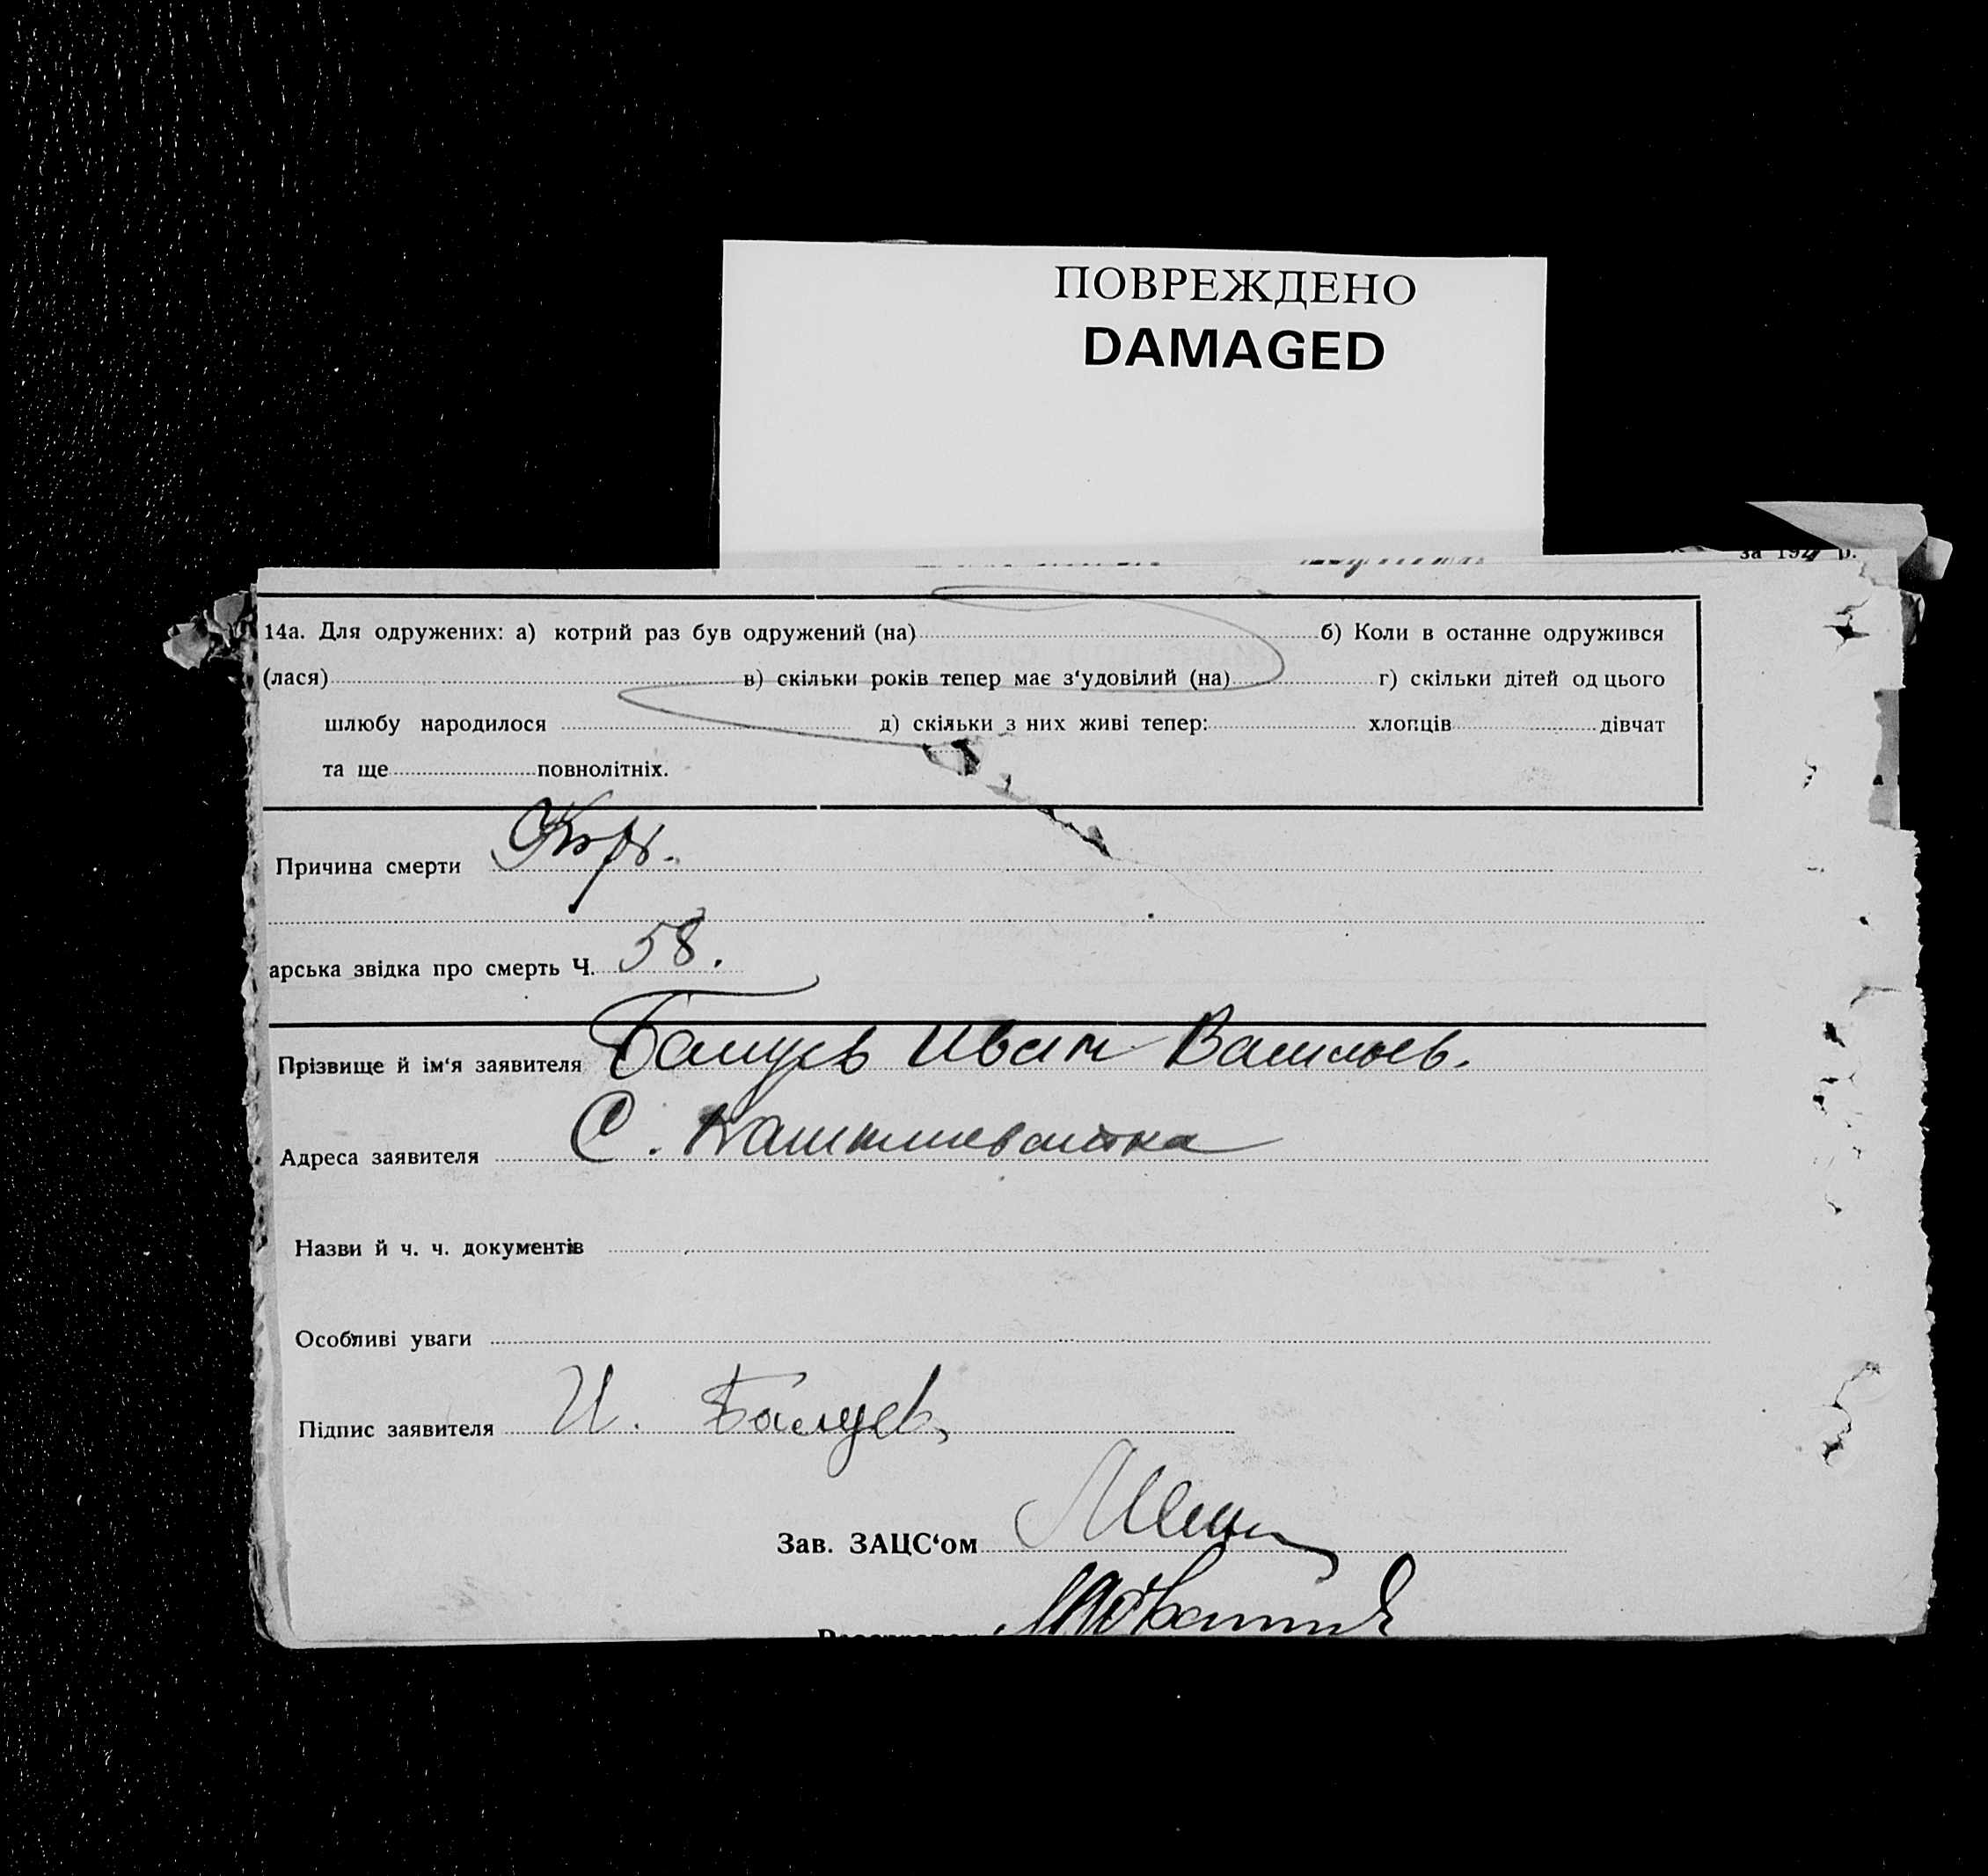 ПОВРЕЖДЕНО
DAMAGED
за 192 р.
14а. Для одружених: а) котрий раз був одружений (на) б) Коли в останне одружився
(лася) в) скільки років тепер має з‘удовілий (на) г) скільки дітей од цього
шлюбу народилося д) скільки з них живі тепер: хлопців дівчат
та ще повнолітніх.
Причина смерти Корь.
арська звідка про смерть Ч. 58.
Прізвище й ім‘я заявителя Балуев Иван Васильев.
Адреса заявителя С.
Назви й ч. ч. документів
Особливі уваги
Підпис заявителя И. Балуев
Зав. ЗАЦС‘ом